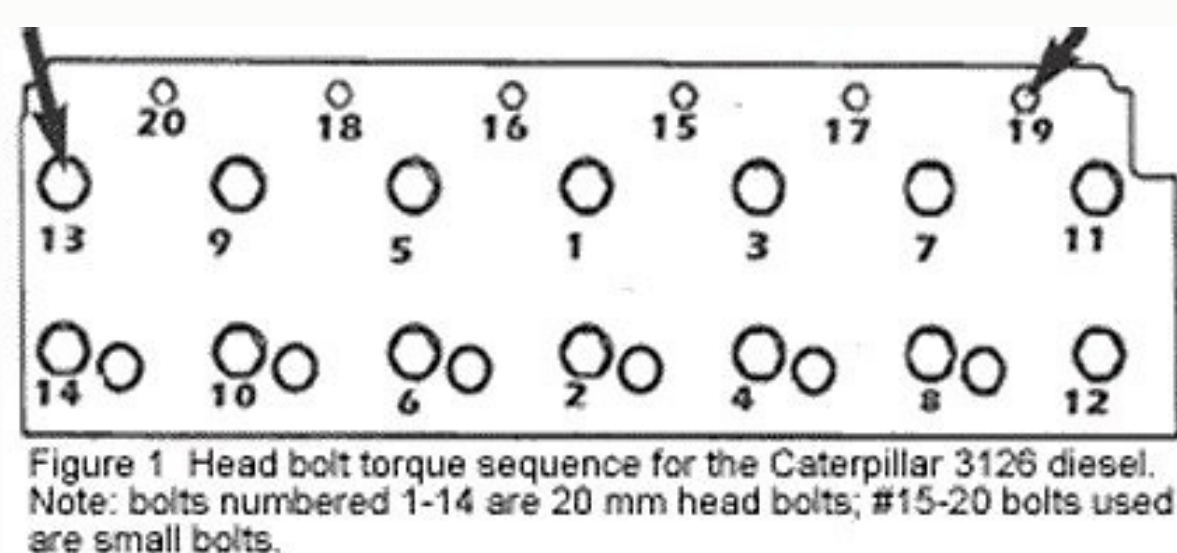 20 18 16 15 17 19
13 9 5 1 3 7 11
14 10 6 2 4 8 12
Figure 1 Head bolt torque sequence for the Caterpillar 3126 diesel.
Note: bolts numbered 1-14 are 20 mm head bolts; #15-20 bolts used
are small bolts.